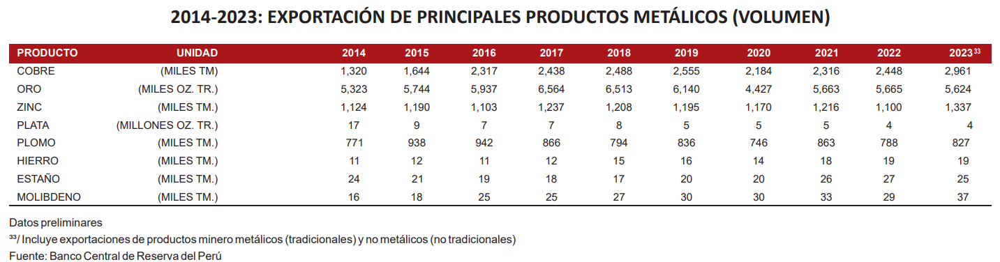 2014-2023: EXPORTACIÓN DE PRINCIPALES PRODUCTOS METÁLICOS (VOLUMEN)
PRODUCTO UNIDAD 2014 2015 2016 2017 2018 2019 2020 2021 2022 2023 33
COBRE (MILES TM) 1,320 1,644 2,317 2,438 2,488 2,555 2,184 2,316 2,448 2,961
ORO (MILES OZ. TR.) 5,323 5,744 5,937 6,564 6,513 6,140 4,427 5,663 5,665 5,624
ZINC (MILES TM.) 1,124 1,190 1,103 1,237 1,208 1,195 1,170 1,216 1,100 1,337
PLATA (MILLONES OZ. TR.) 17 9 7 7 8 5 5 5 4 4
PLOMO (MILES TM.) 771 938 942 866 794 836 746 863 788 827
HIERRO (MILES TM.) 11 12 11 12 15 16 14 18 19 19
ESTAÑO (MILES TM.) 24 21 19 18 17 20 20 26 27 25
MOLIBDENO (MILES TM.) 16 18 25 25 27 30 30 33 29 37
Datos preliminares
³³/ Incluye exportaciones de productos minero metálicos (tradicionales) y no metálicos (no tradicionales)
Fuente: Banco Central de Reserva del Perú